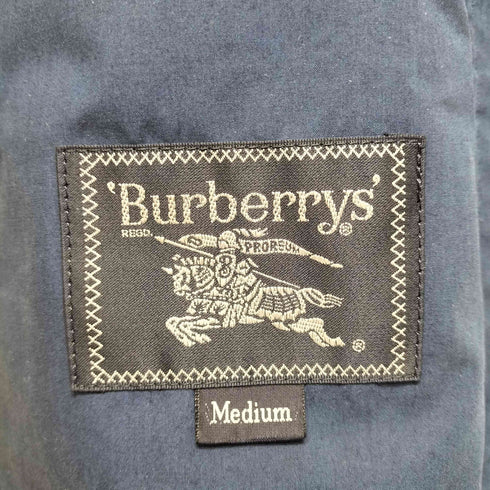 'Burberrys'
REGD. ®
PRORSUM
®
Medium